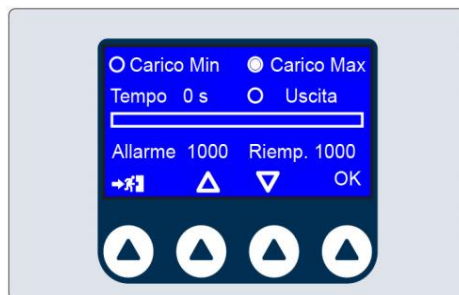 Carico Min Carico Max
Tempo 0 s Uscita
Allarme 1000 Riemp. 1000
OK